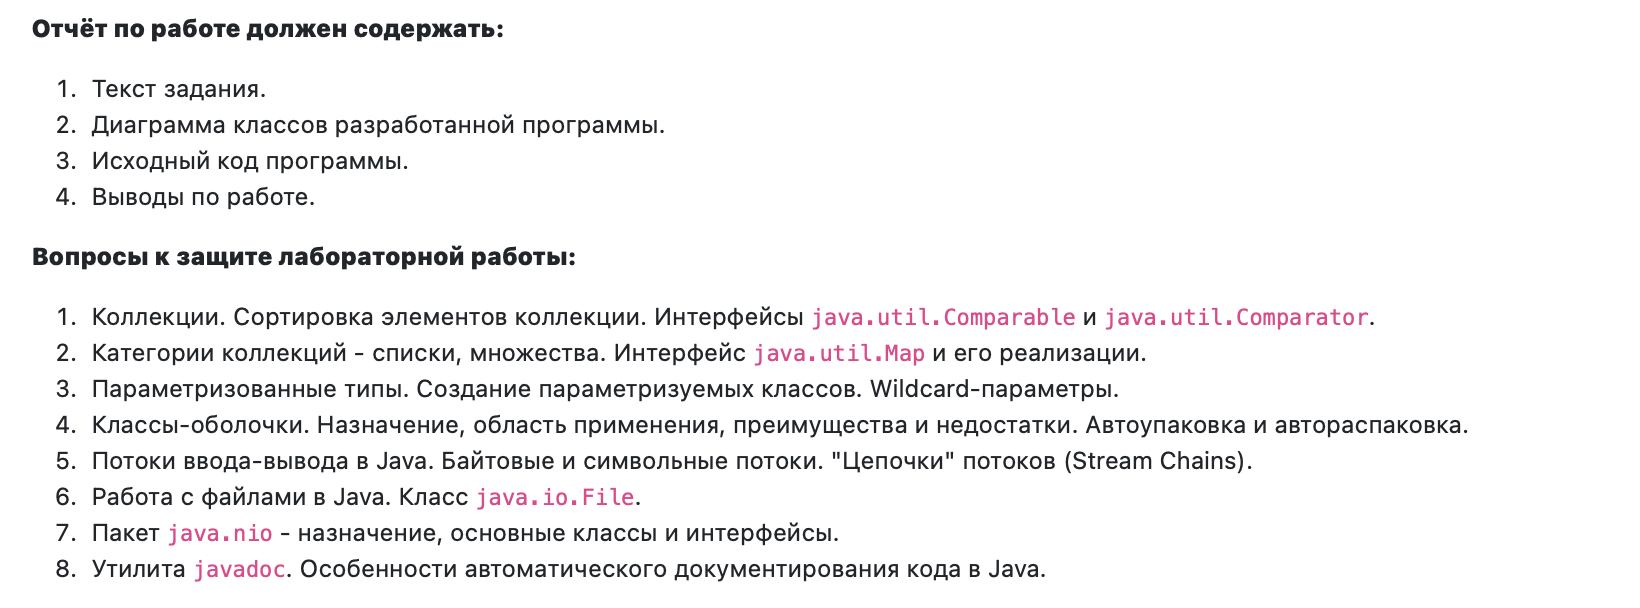 Отчёт по работе должен содержать:
1. Текст задания.
2. Диаграмма классов разработанной программы.
3. Исходный код программы.
4. Выводы по работе.
Вопросы к защите лабораторной работы:
1. Коллекции. Сортировка элементов коллекции. Интерфейсы java.util.Comparable и java.util.Comparator.
2. Категории коллекций - списки, множества. Интерфейс java.util.Map и его реализации.
3. Параметризованные типы. Создание параметризуемых классов. Wildcard-параметры.
4. Классы-оболочки. Назначение, область применения, преимущества и недостатки. Автоупаковка и автораспаковка.
5. Потоки ввода-вывода в Java. Байтовые и символьные потоки. "Цепочки" потоков (Stream Chains).
6. Работа с файлами в Java. Класс java.io.File.
7. Пакет java.nio - назначение, основные классы и интерфейсы.
8. Утилита javadoc. Особенности автоматического документирования кода в Java.